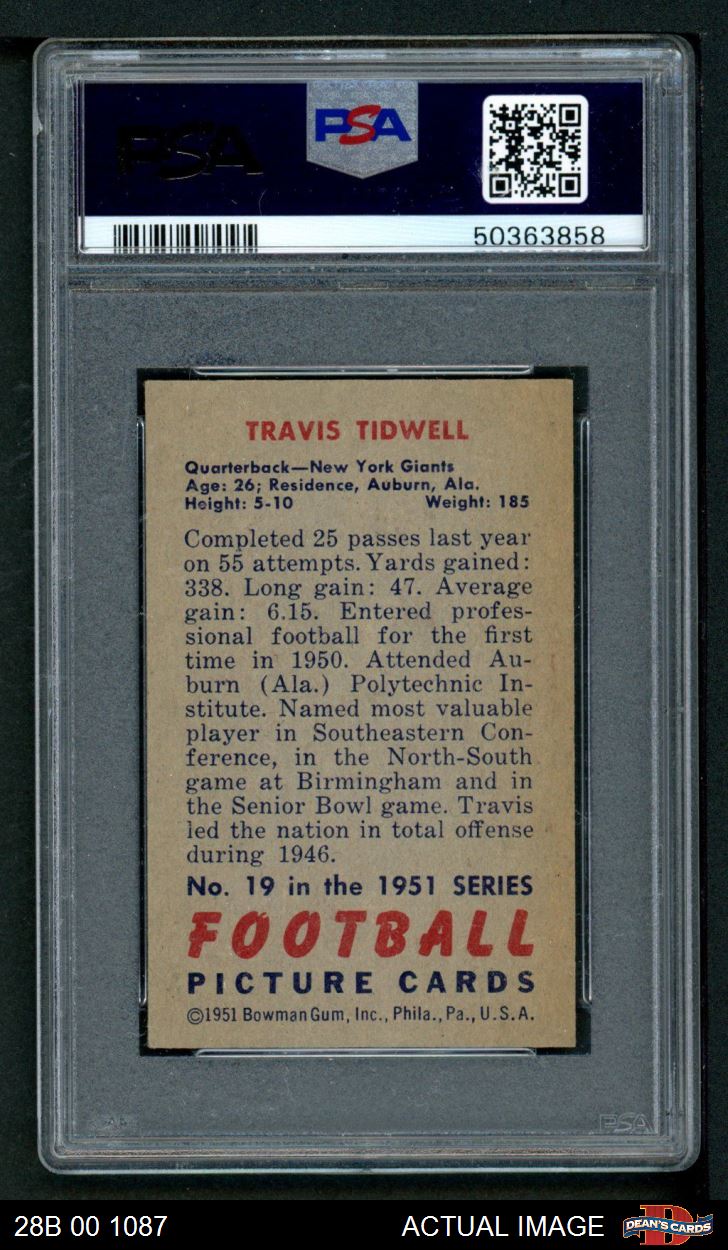 PSA
PSA
50363858
TRAVIS TIDWELL
Quarterback—New York Giants
Age: 26; Residence, Auburn, Ala.
Height: 5-10 Weight: 185
Completed 25 passes last year
on 55 attempts. Yards gained:
338. Long gain: 47. Average
gain: 6.15. Entered profes-
sional football for the first
time in 1950. Attended Au-
burn (Ala.) Polytechnic In-
stitute. Named most valuable
player in Southeastern Con-
ference, in the North-South
game at Birmingham and in
the Senior Bowl game. Travis
led the nation in total offense
during 1946.
No. 19 in the 1951 SERIES
FOOTBALL
PICTURE CARDS
©1951 Bowman Gum, Inc., Phila., Pa., U.S.A.
PSA
28B 00 1087 ACTUAL IMAGE DEAN'S CARDS